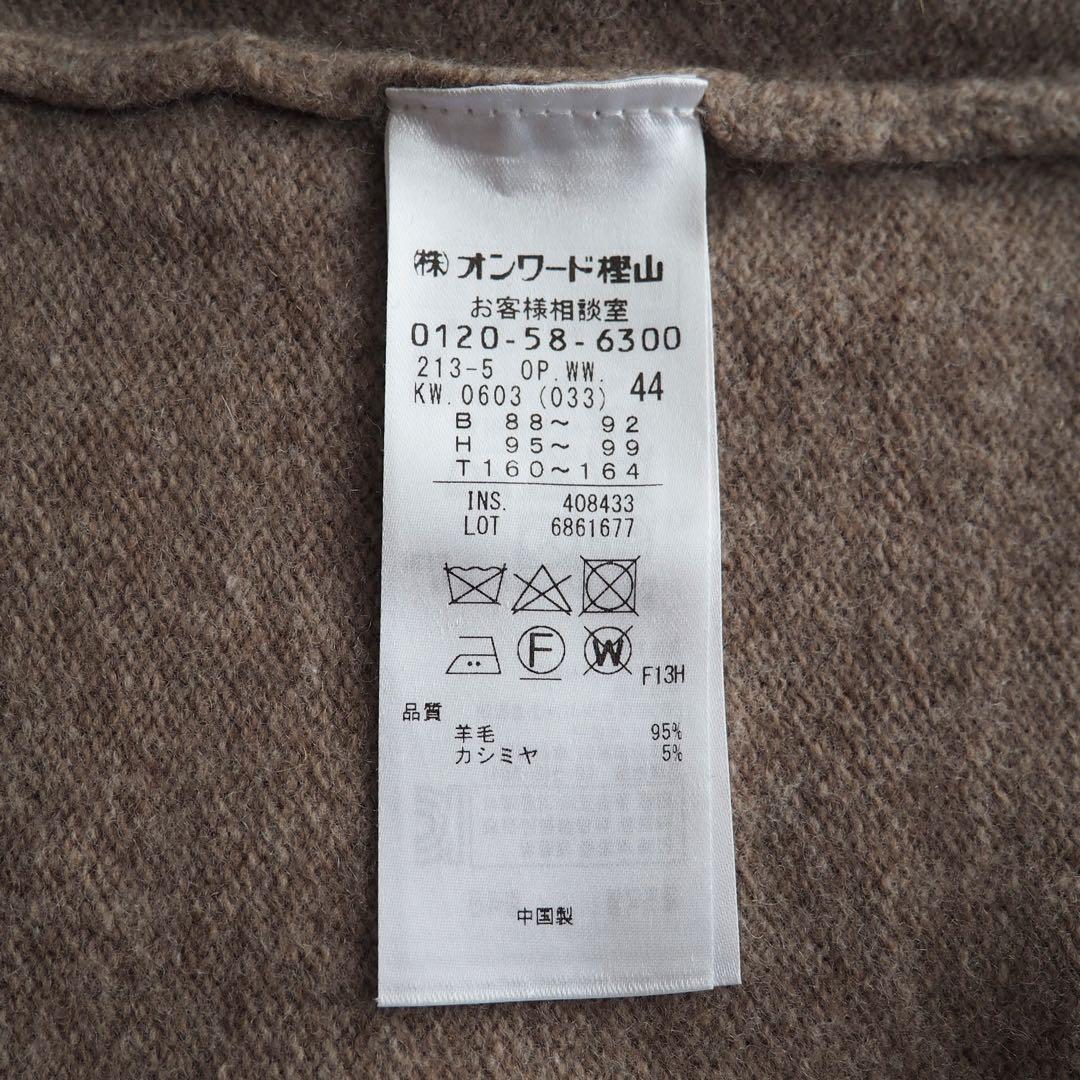 ㈱オンワード樫山
お客様相談室
0120-58-6300
213-5 OP.WW.
KW.0603(033) 44
B 88～ 92
H 95～ 99
T160～164
INS. 408433
LOT 6861677
F
W
F13H
品質
羊毛 95%
カシミヤ 5%
中国製